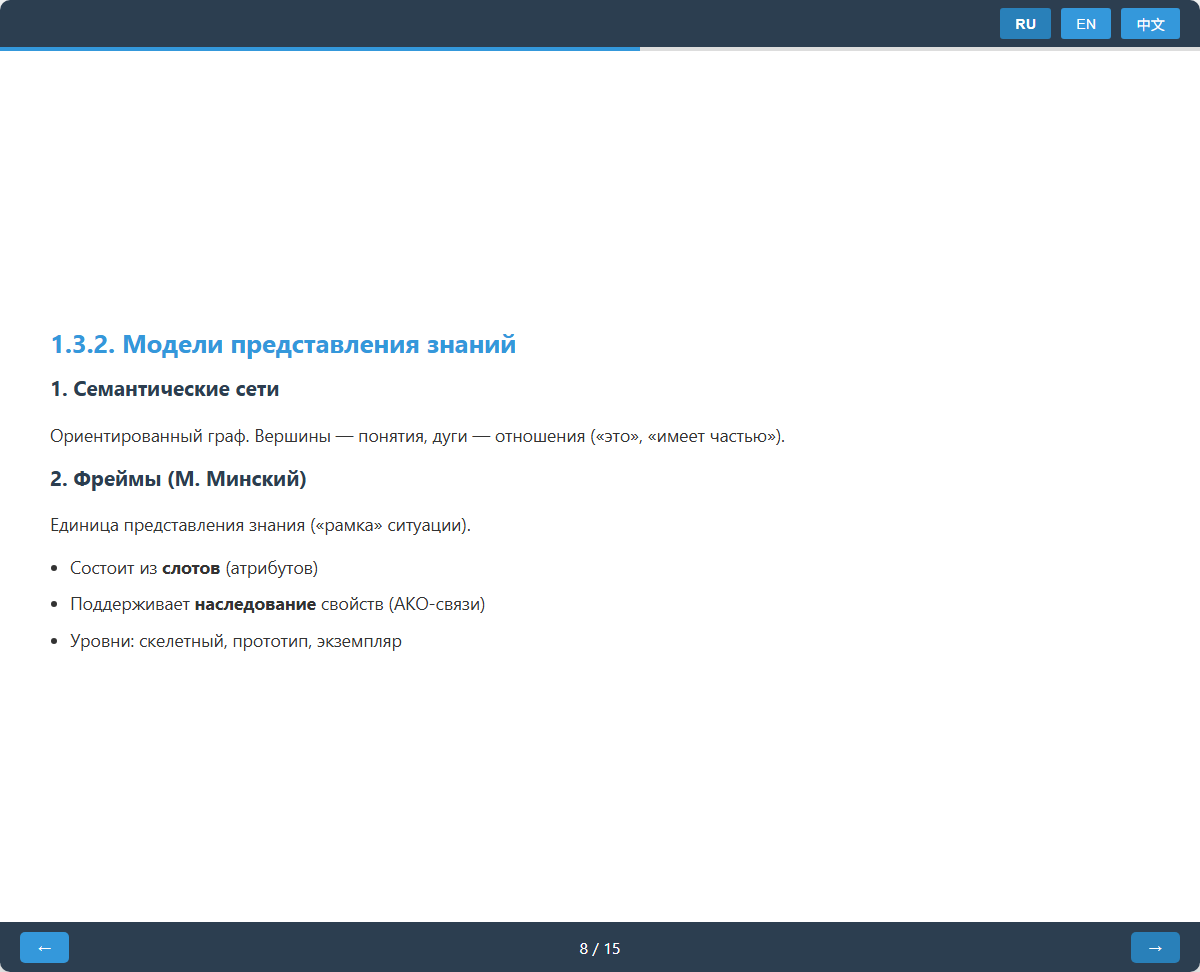 RU
EN
中文
1.3.2. Модели представления знаний
1. Семантические сети
Ориентированный граф. Вершины — понятия, дуги — отношения («это», «имеет частью»).
2. Фреймы (М. Минский)
Единица представления знания («рамка» ситуации).
• Состоит из слотов (атрибутов)
• Поддерживает наследование свойств (АКО-связи)
• Уровни: скелетный, прототип, экземпляр
←
8 / 15
→